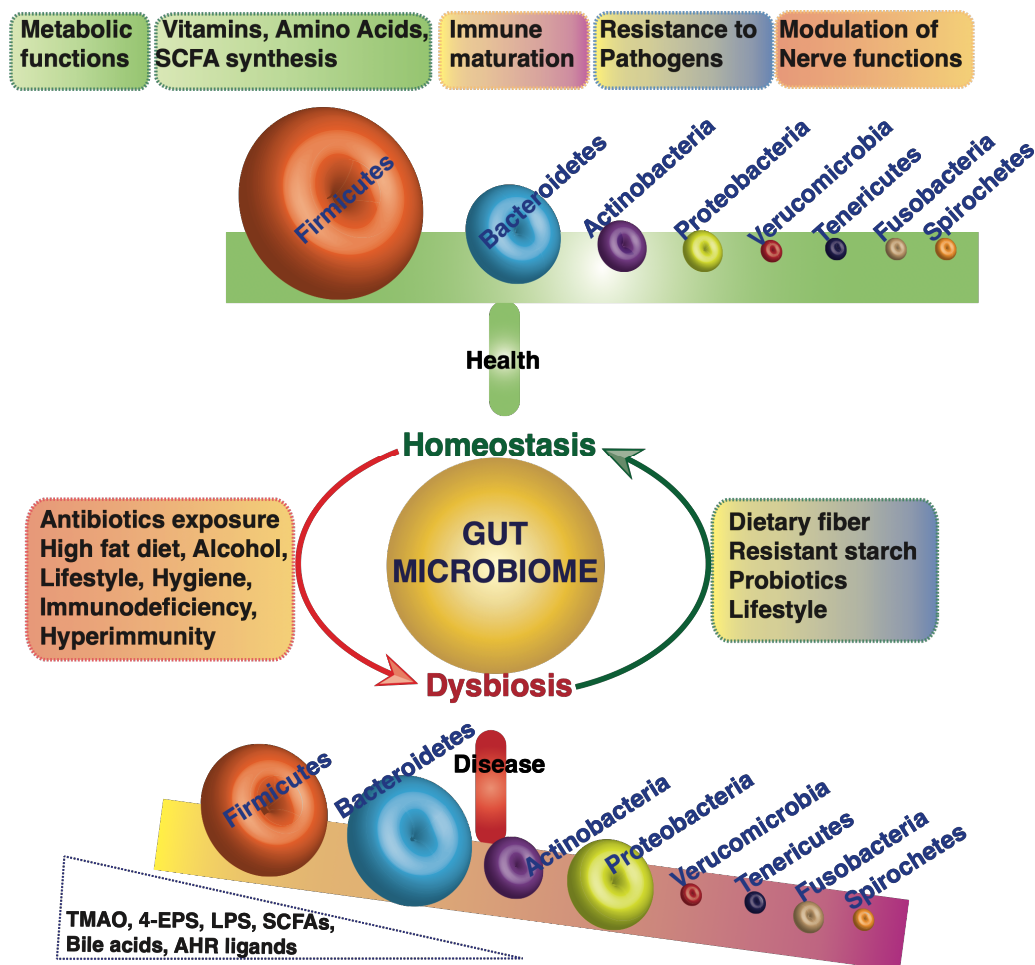 Metabolic
functions
Vitamins, Amino Acids,
SCFA synthesis
Immune
maturation
Resistance to
Pathogens
Modulation of
Nerve functions
Firmicutes
Bacteroidetes
Actinobacteria
Proteobacteria
Verucomicrobia
Tenericutes
Fusobacteria
Spirochetes
Health
Homeostasis
GUT
MICROBIOME
Antibiotics exposure
High fat diet, Alcohol,
Lifestyle, Hygiene,
Immunodeficiency,
Hyperimmunity
Dietary fiber
Resistant starch
Probiotics
Lifestyle
Dysbiosis
Disease
Firmicutes
Bacteroidetes
Actinobacteria
Proteobacteria
Verucomicrobia
Tenericutes
Fusobacteria
Spirochetes
TMAO, 4-EPS, LPS, SCFAs,
Bile acids, AHR ligands